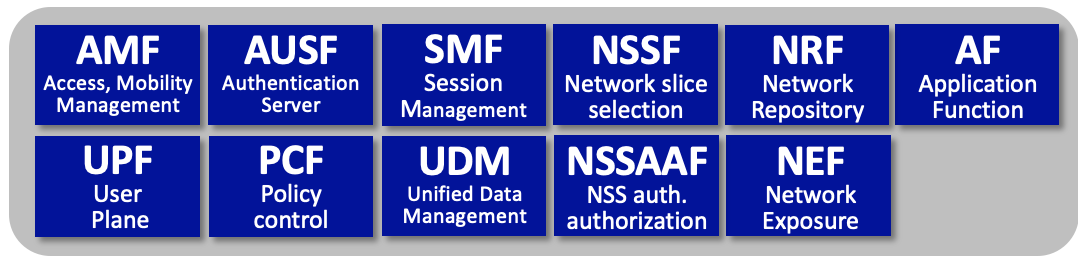 AMF
Access, Mobility
Management
AUSF
Authentication
Server
SMF
Session
Management
NSSF
Network slice
selection
NRF
Network
Repository
AF
Application
Function
UPF
User
Plane
PCF
Policy
control
UDM
Unified Data
Management
NSSAAF
NSS auth.
authorization
NEF
Network
Exposure